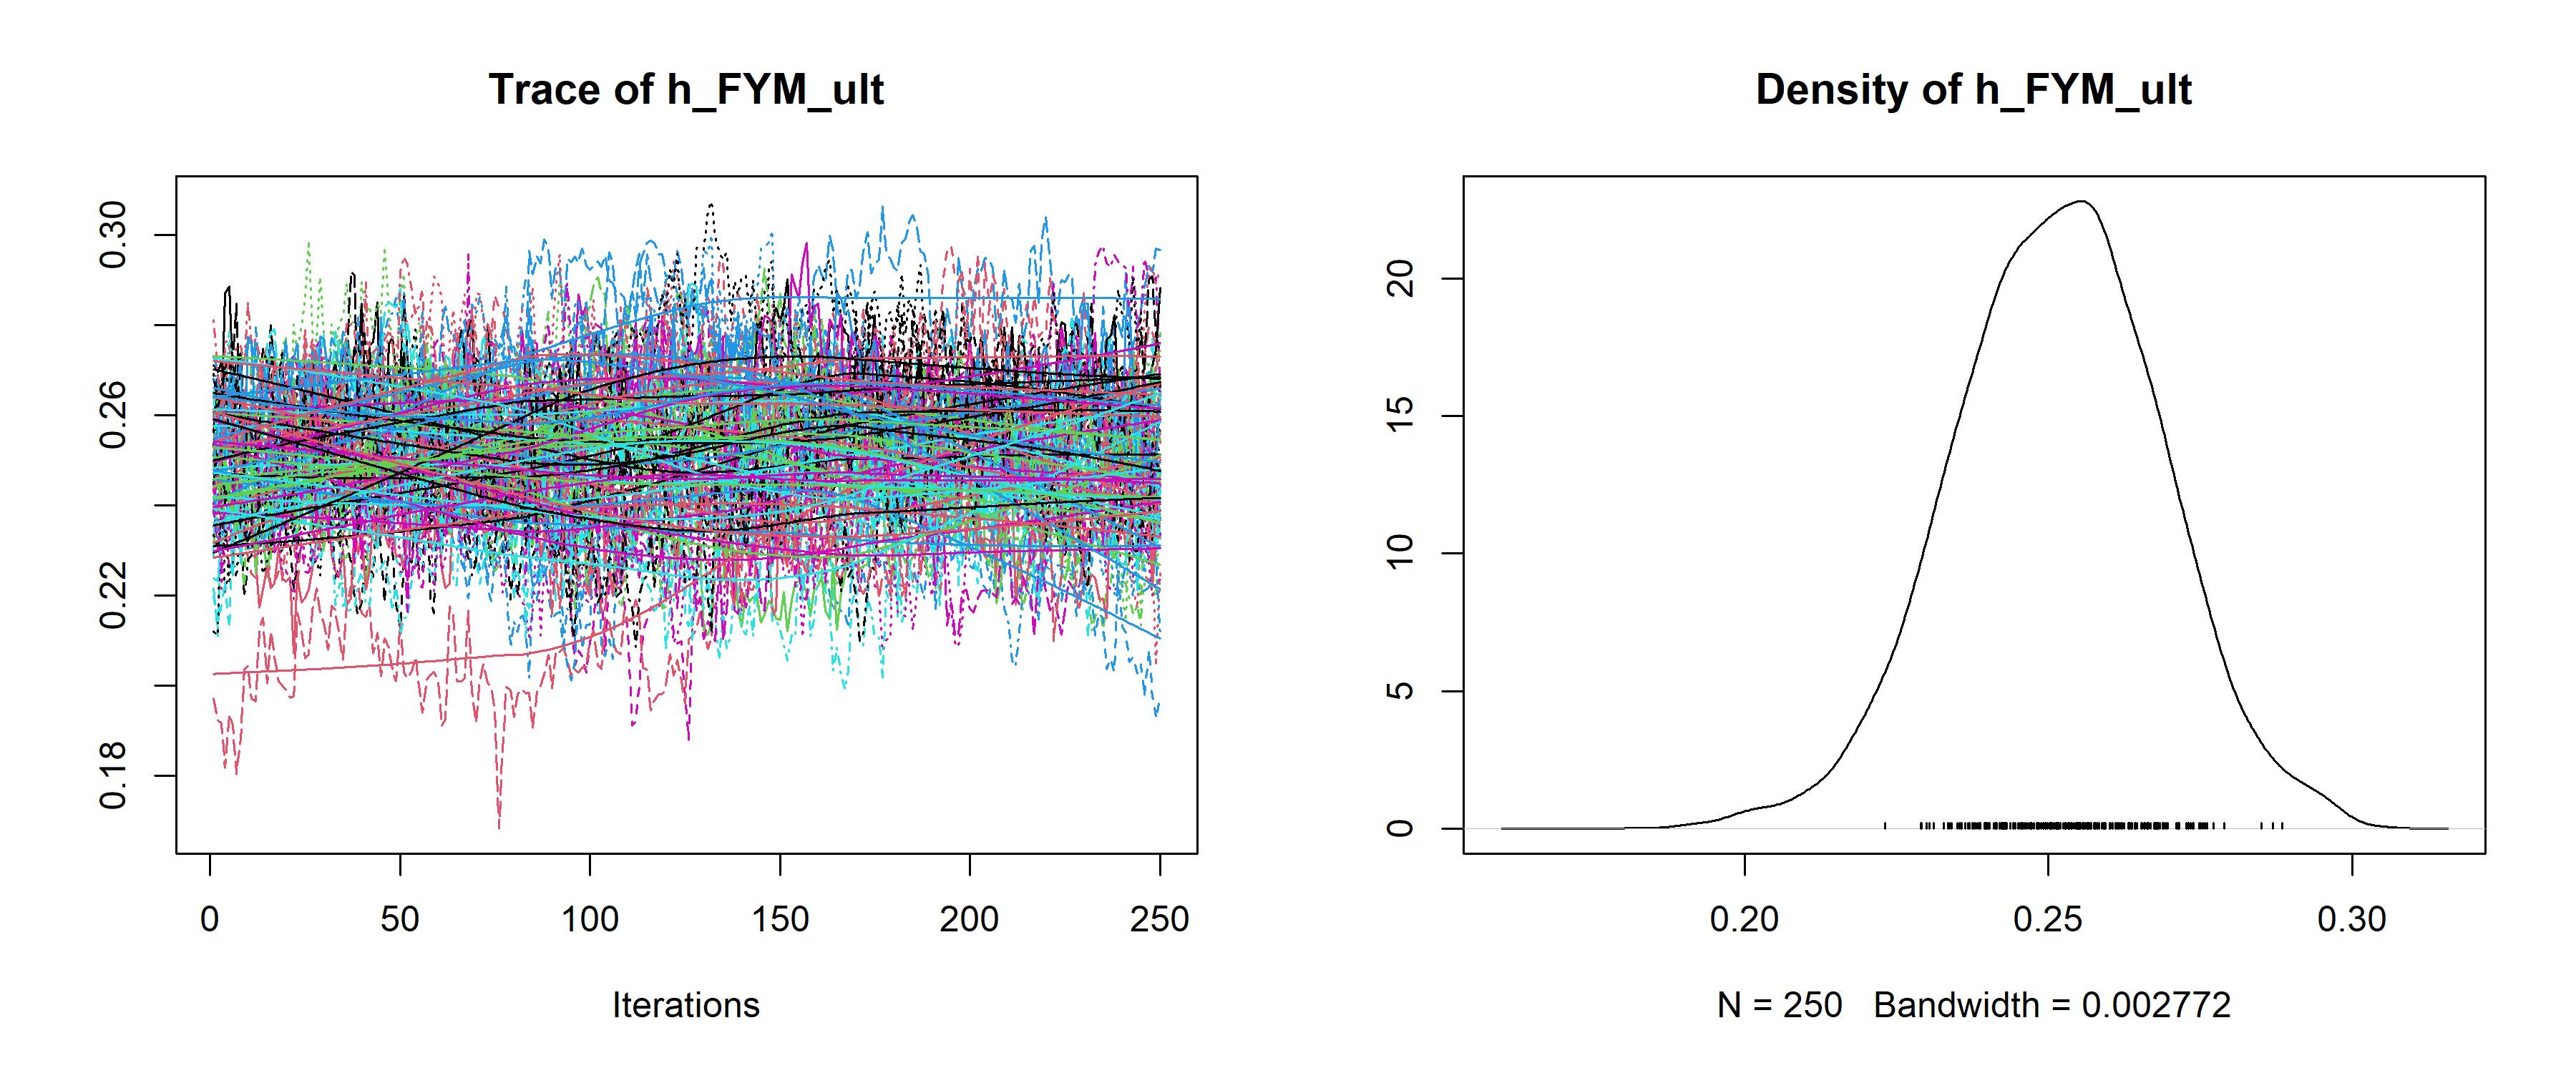 Trace of h_FYM_ult
0.30
0.26
0.22
0.18
0 50 100 150 200 250
Iterations
Density of h_FYM_ult
20
15
10
5
0
0.20 0.25 0.30
N = 250 Bandwidth = 0.002772